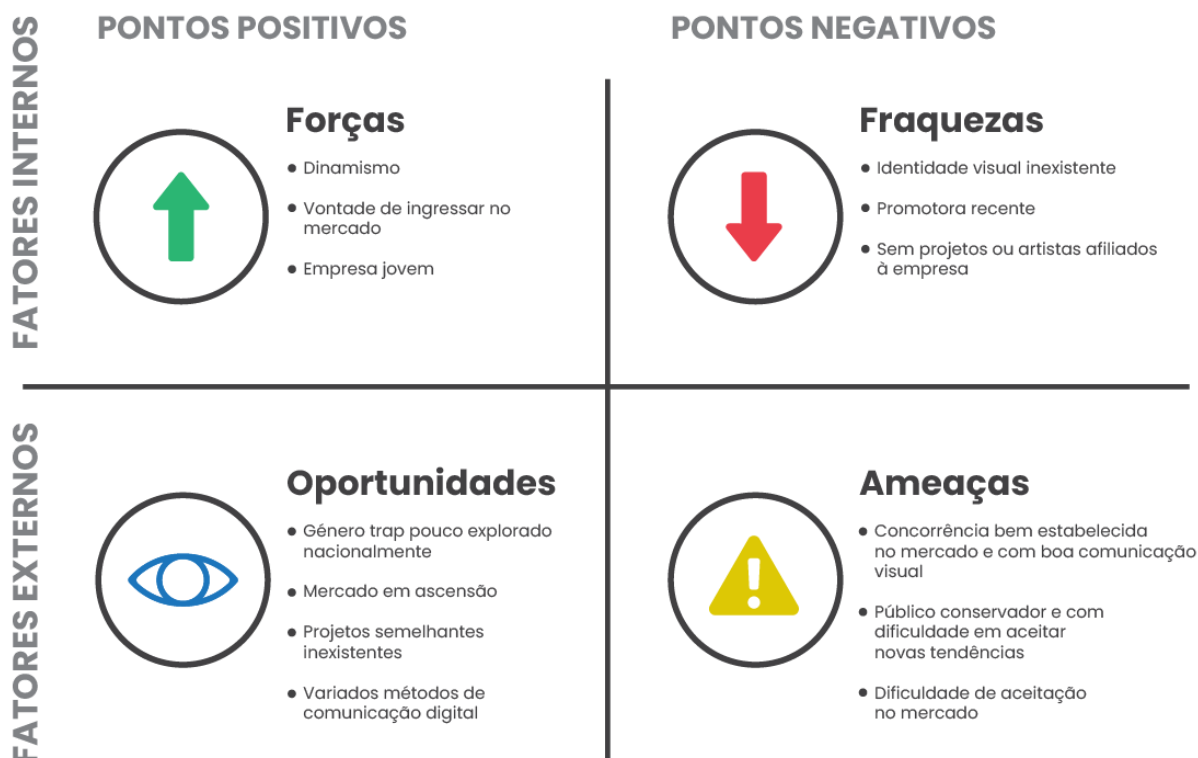 PONTOS POSITIVOS
PONTOS NEGATIVOS
FATORES INTERNOS
Forças
• Dinamismo
• Vontade de ingressar no
mercado
• Empresa jovem
Fraquezas
• Identidade visual inexistente
• Promotora recente
• Sem projetos ou artistas afiliados
à empresa
FATORES EXTERNOS
Oportunidades
• Género trap pouco explorado
nacionalmente
• Mercado em ascensão
• Projetos semelhantes
inexistentes
• Variados métodos de
comunicação digital
Ameaças
• Concorrência bem estabelecida
no mercado e com boa comunicação
visual
• Público conservador e com
dificuldade em aceitar
novas tendências
• Dificuldade de aceitação
no mercado